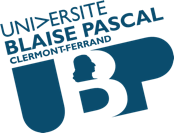 UNIVERSITE
BLAISE PASCAL
CLERMONT-FERRAND
UBP